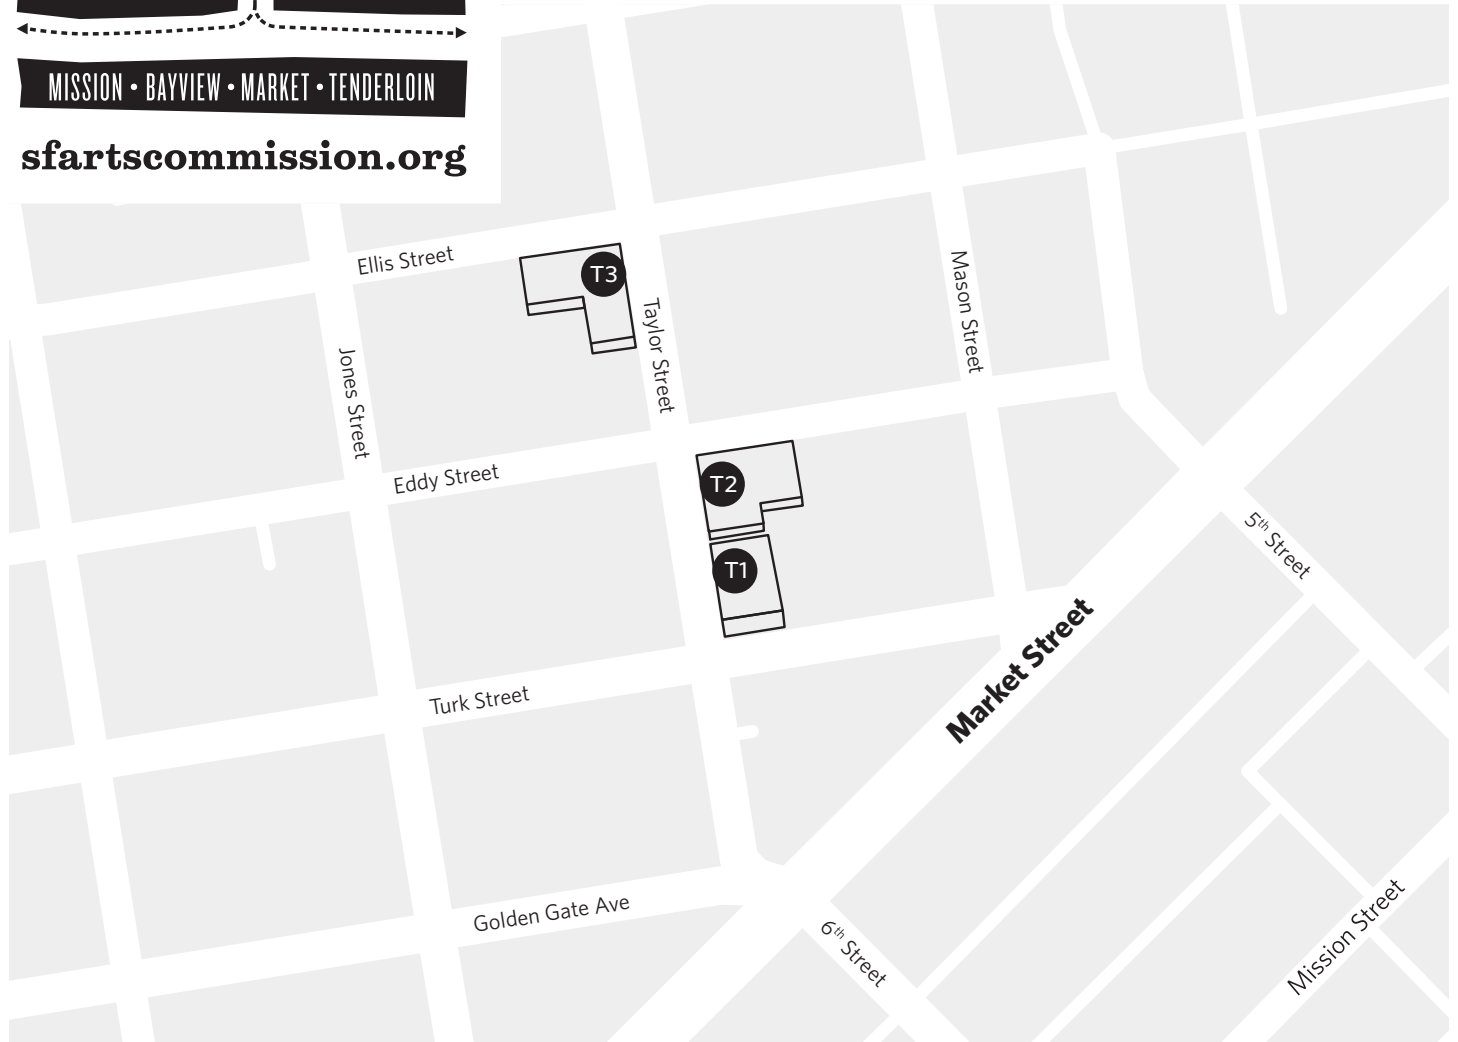 MISSION • BAYVIEW • MARKET • TENDERLOIN
sfartscommission.org
Ellis Street
T3
Taylor Street
Mason Street
Jones Street
Eddy Street
T2
T1
5th Street
Market Street
Turk Street
Golden Gate Ave
6th Street
Mission Street